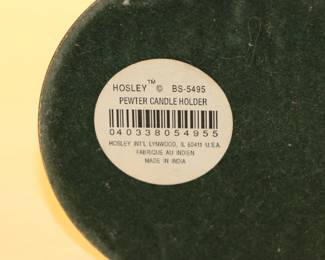 HOSLEY™ © BS-5495
PEWTER CANDLE HOLDER
040338054955
HOSLEY INT'L LYNWOOD, IL 60411 U.S.A.
FABRIQUE AU INDIEN
MADE IN INDIA